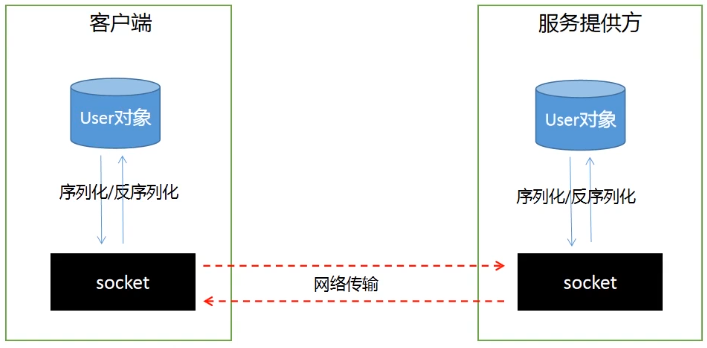 客户端
服务提供方
User对象
User对象
序列化/反序列化
序列化/反序列化
socket
网络传输
socket